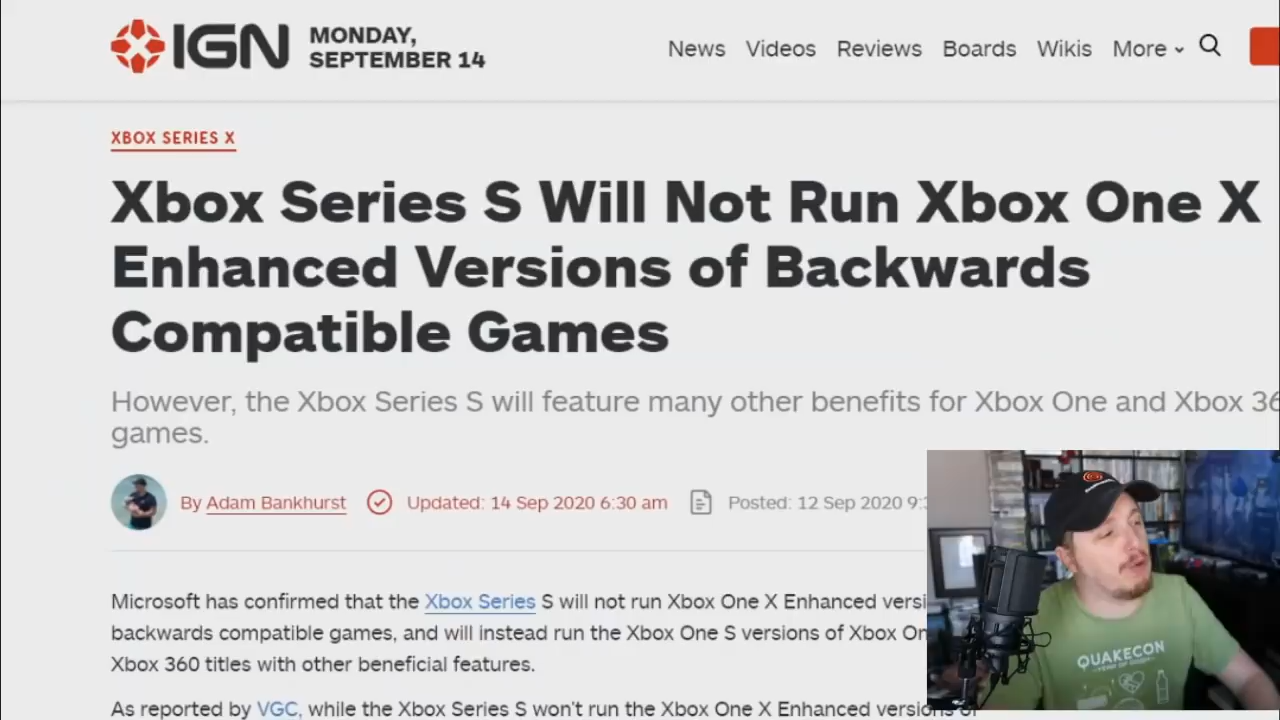 IGN
MONDAY,
SEPTEMBER 14
News Videos Reviews Boards Wikis More
XBOX SERIES X
Xbox Series S Will Not Run Xbox One X
Enhanced Versions of Backwards
Compatible Games
However, the Xbox Series S will feature many other benefits for Xbox One and Xbox 36
games.
By Adam Bankhurst Updated: 14 Sep 2020 6:30 am Posted: 12 Sep 2020 9:
Microsoft has confirmed that the Xbox Series S will not run Xbox One X Enhanced versi
backwards compatible games, and will instead run the Xbox One S versions of Xbox On
Xbox 360 titles with other beneficial features.
As reported by VGC, while the Xbox Series S won't run the Xbox One X Enhanced versions of
QUAKECON